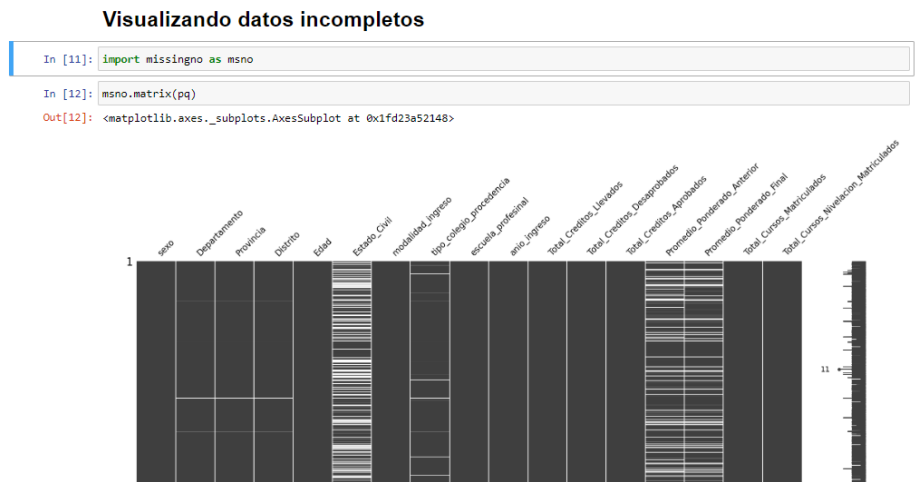 Visualizando datos incompletos
In [11]: import missingno as msno
In [12]: msno.matrix(pq)
Out[12]: <matplotlib.axes._subplots.AxesSubplot at 0x1fd23a52148>
sexo
Departamento
Provincia
Distrito
Edad
Estado_Civil
modalidad_ingreso
tipo_colegio_procedencia
escuela_profesinal
anio_ingreso
Total_Creditos_Llevados
Total_Creditos_Desaprobados
Total_Creditos_Aprobados
Promedio_Ponderado_Anterior
Promedio_Ponderado_Final
Total_Cursos_Matriculados
Total_Cursos_Nivelacion_Matriculados
1
11